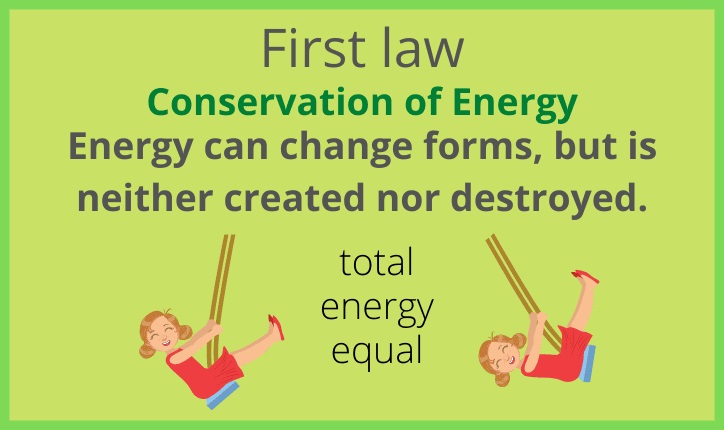 First law
Conservation of Energy
Energy can change forms, but is
neither created nor destroyed.
total
energy
equal